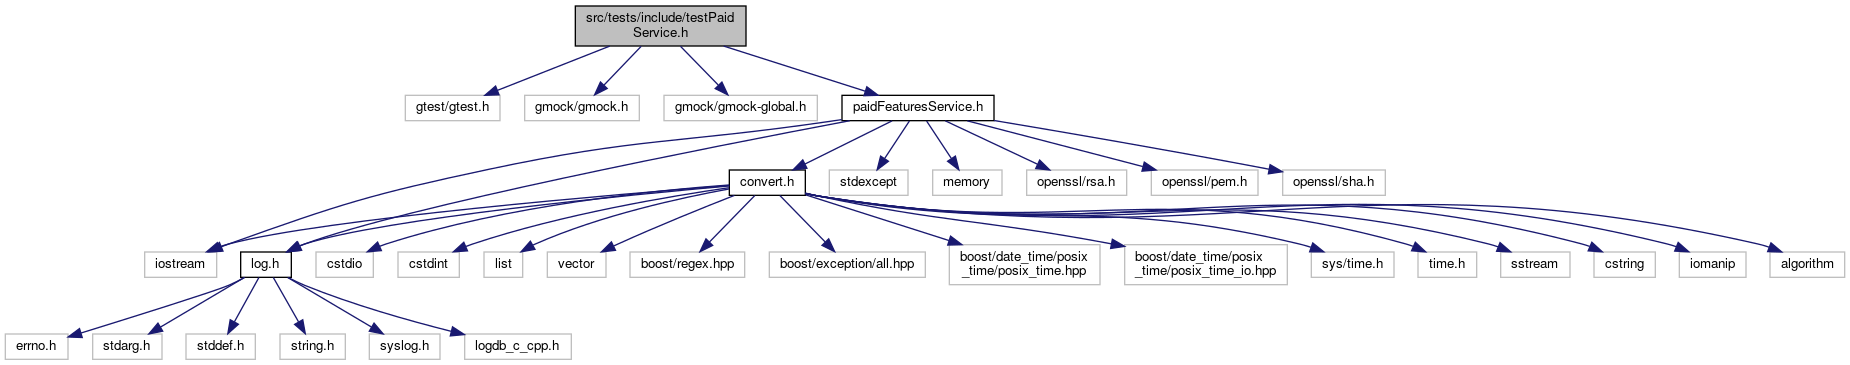 src/tests/include/testPaid
Service.h
gtest/gtest.h
gmock/gmock.h
gmock/gmock-global.h
paidFeaturesService.h
convert.h
stdexcept
memory
openssl/rsa.h
openssl/pem.h
openssl/sha.h
iostream
log.h
cstdio
cstdint
list
vector
boost/regex.hpp
boost/exception/all.hpp
boost/date_time/posix
_time/posix_time.hpp
boost/date_time/posix
_time/posix_time_io.hpp
sys/time.h
time.h
sstream
cstring
iomanip
algorithm
errno.h
stdarg.h
stddef.h
string.h
syslog.h
logdb_c_cpp.h